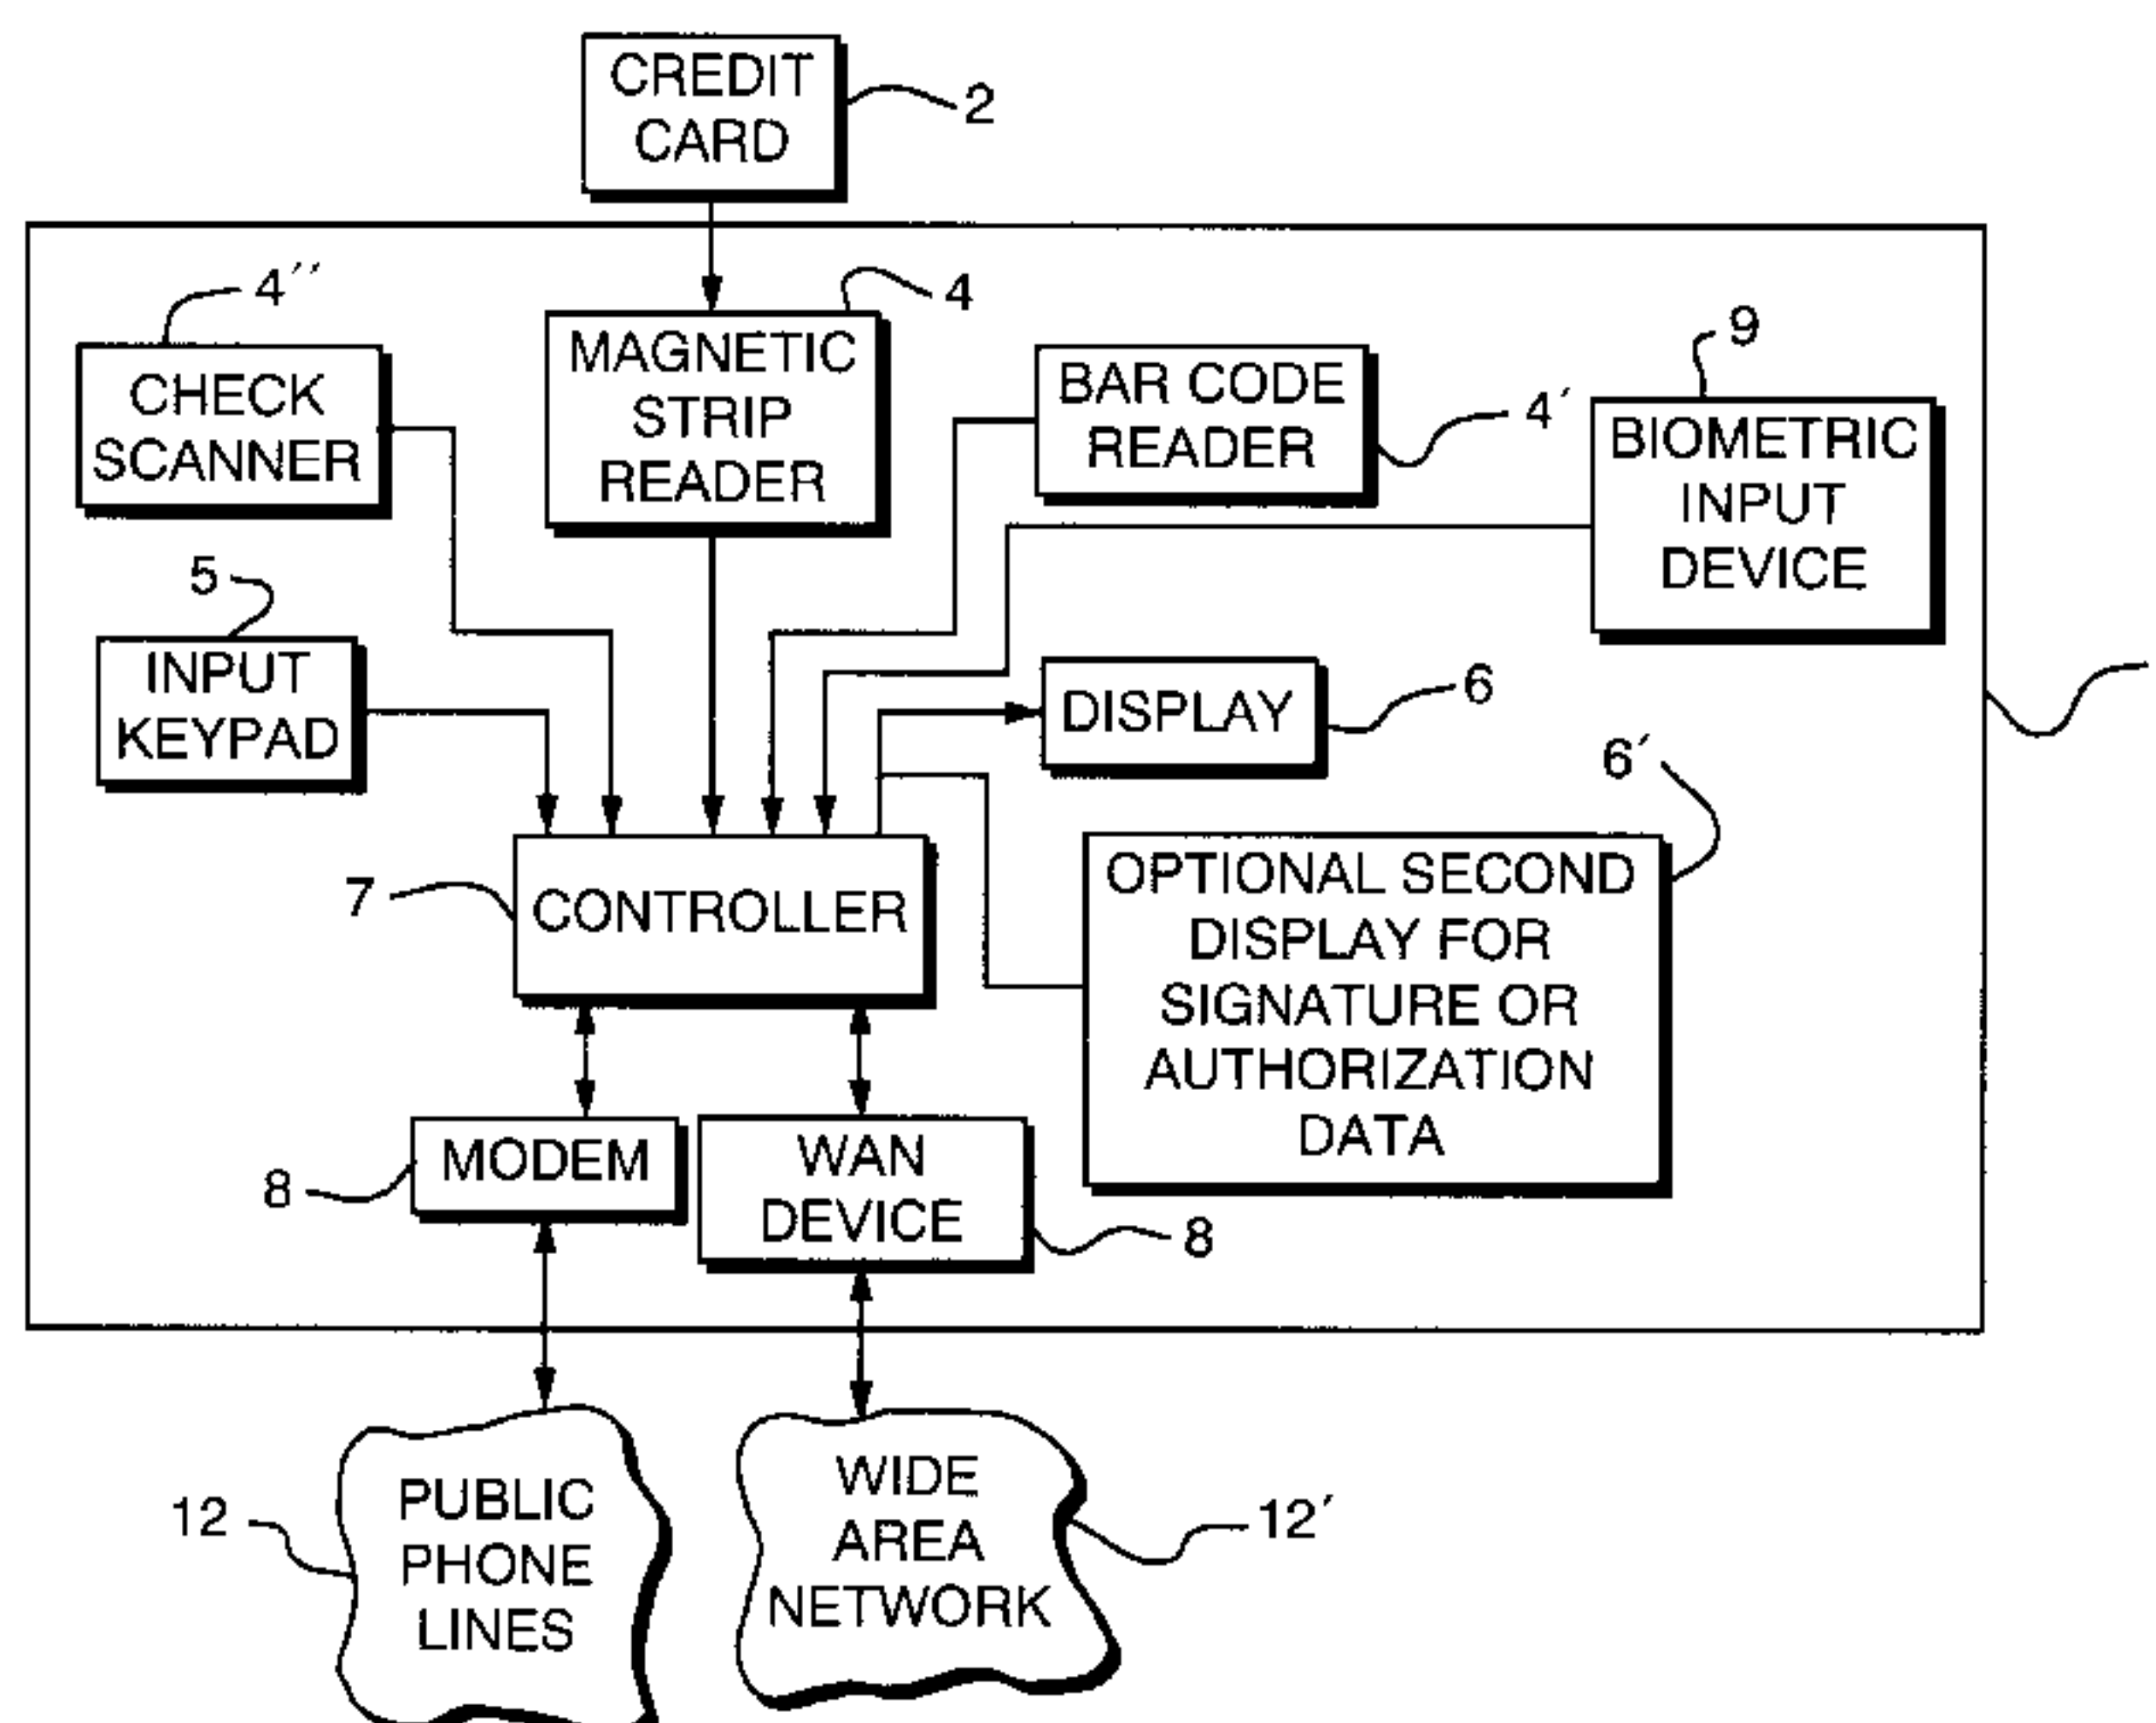 CREDIT
CARD
2
4''
CHECK
SCANNER
4
MAGNETIC
STRIP
READER
BAR CODE
READER
4'
9
BIOMETRIC
INPUT
DEVICE
5
INPUT
KEYPAD
DISPLAY
6
6'
7
CONTROLLER
OPTIONAL SECOND
DISPLAY FOR
SIGNATURE OR
AUTHORIZATION
DATA
8
MODEM
WAN
DEVICE
8
12
PUBLIC
PHONE
LINES
WIDE
AREA
NETWORK
12'